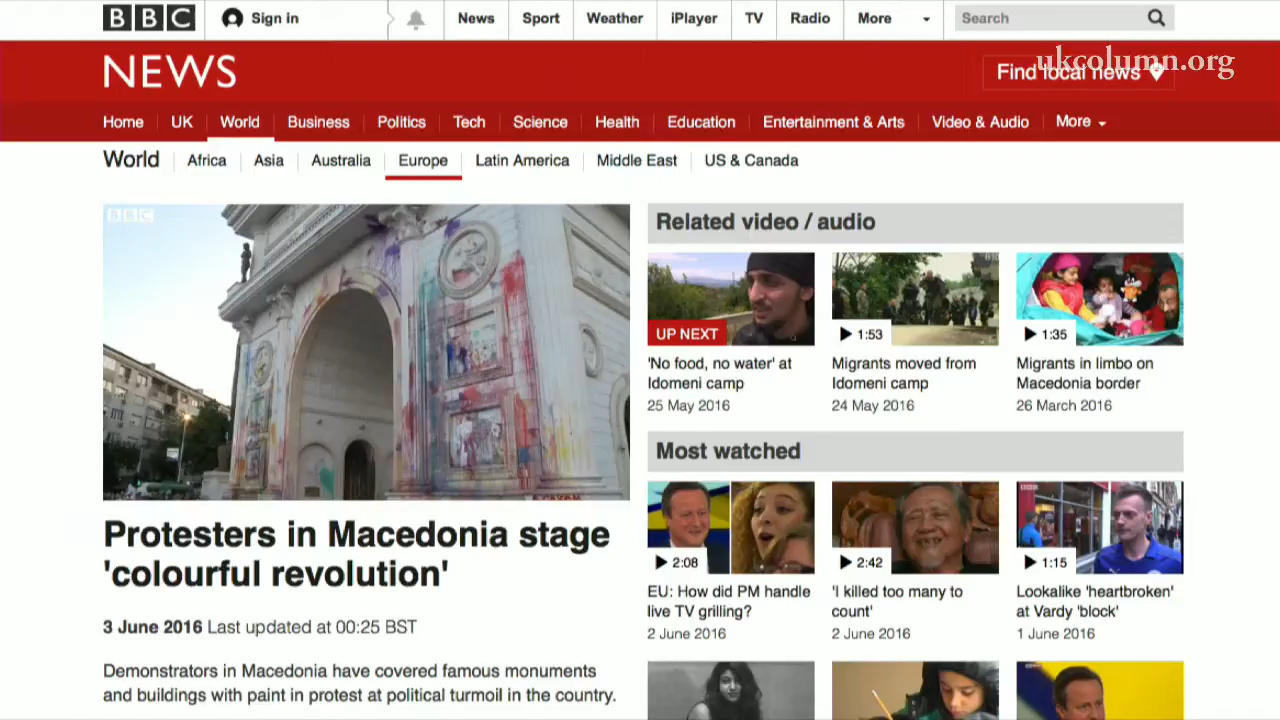 BBC
Sign in
News
Sport
Weather
iPlayer
TV
Radio
More
Search
NEWS
Find local news
ukcolumn.org
Home
UK
World
Business
Politics
Tech
Science
Health
Education
Entertainment & Arts
Video & Audio
More
World
Africa
Asia
Australia
Europe
Latin America
Middle East
US & Canada
BBC
Protesters in Macedonia stage
'colourful revolution'
3 June 2016 Last updated at 00:25 BST
Demonstrators in Macedonia have covered famous monuments
and buildings with paint in protest at political turmoil in the country.
Related video / audio
UP NEXT
'No food, no water' at
Idomeni camp
25 May 2016
1:53
Migrants moved from
Idomeni camp
24 May 2016
1:35
Migrants in limbo on
Macedonia border
26 March 2016
Most watched
2:08
EU: How did PM handle
live TV grilling?
2 June 2016
2:42
'I killed too many to
count'
2 June 2016
BBC
1:15
Lookalike 'heartbroken'
at Vardy 'block'
1 June 2016